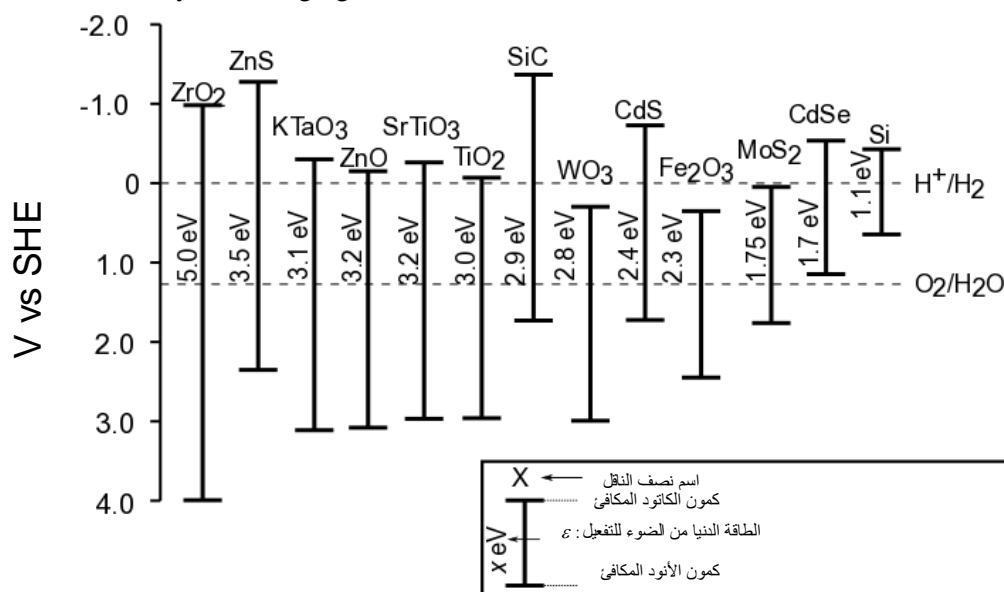 -2.0
-1.0
0
1.0
2.0
3.0
4.0
V vs SHE
ZrO2
5.0 eV
ZnS
3.5 eV
KTaO3
3.1 eV
ZnO
3.2 eV
SrTiO3
3.2 eV
TiO2
3.0 eV
SiC
2.9 eV
WO3
2.8 eV
CdS
2.4 eV
Fe2O3
2.3 eV
MoS2
1.75 eV
CdSe
1.7 eV
Si
1.1 eV
H+/H2
O2/H2O
X
اسم نصف الناقل
كمون الكاتود المكافئ
x eV
الطاقة الدنيا من الضوء للتفعيل: ε
كمون الأنود المكافئ